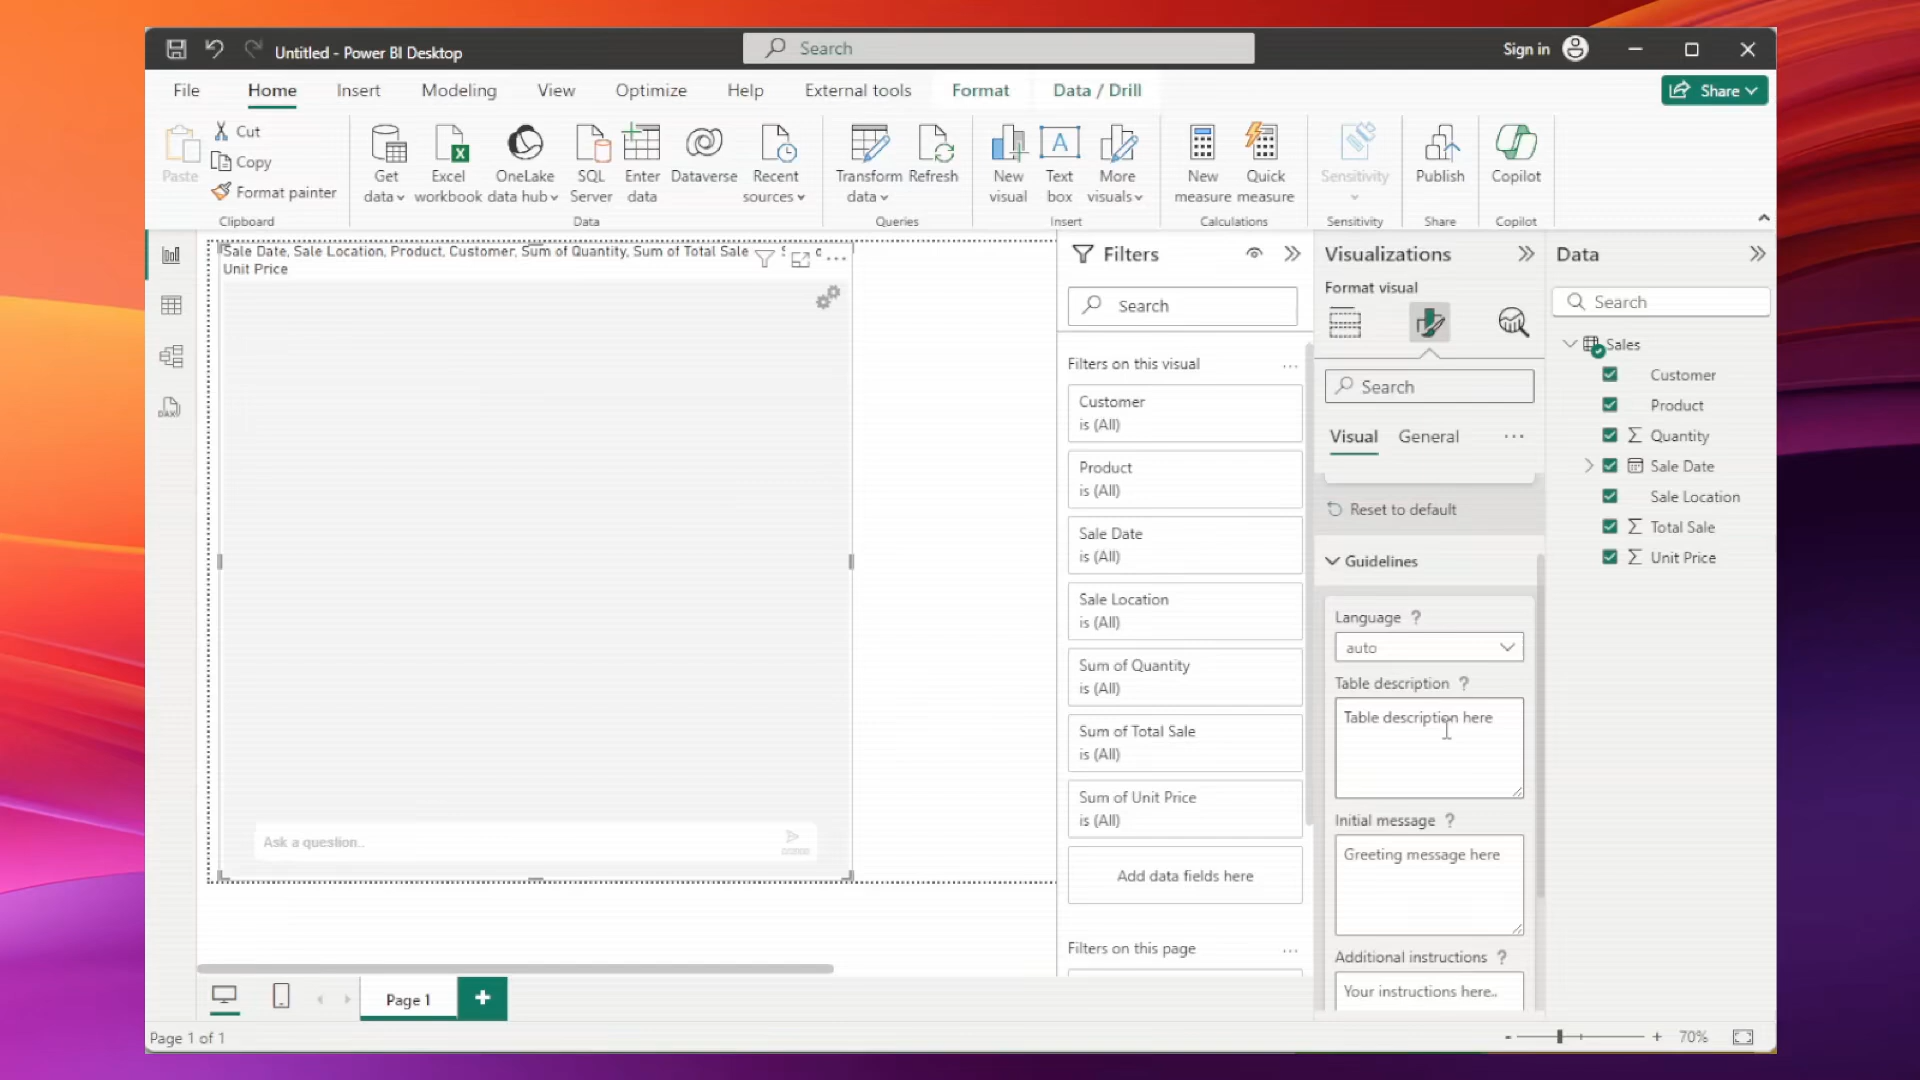 Untitled - Power BI Desktop
Search
Sign in
File
Home
Insert
Modeling
View
Optimize
Help
External tools
Format
Data / Drill
Share
Paste
Cut
Copy
Format painter
Clipboard
Get data
Excel workbook
OneLake data hub
SQL Server
Enter data
Dataverse
Recent sources
Data
Transform data
Refresh
Queries
New visual
Text box
More visuals
Insert
New measure
Quick measure
Calculations
Sensitivity
Sensitivity
Publish
Share
Copilot
Copilot
Sale Date, Sale Location, Product, Customer, Sum of Quantity, Sum of Total Sale
Unit Price
Ask a question..
Filters
Search
Filters on this visual
Customer
is (All)
Product
is (All)
Sale Date
is (All)
Sale Location
is (All)
Sum of Quantity
is (All)
Sum of Total Sale
is (All)
Sum of Unit Price
is (All)
Add data fields here
Filters on this page
Visualizations
Format visual
Search
Visual
General
Reset to default
Guidelines
Language ?
auto
Table description ?
Table description here
Initial message ?
Greeting message here
Additional instructions ?
Your instructions here..
Data
Search
Sales
Customer
Product
Quantity
Sale Date
Sale Location
Total Sale
Unit Price
DAX
Page 1
Page 1 of 1
70%